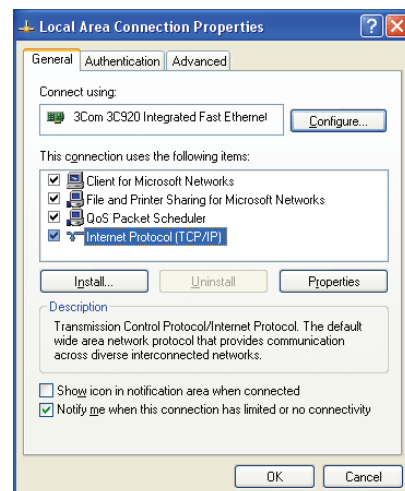 Local Area Connection Properties
General Authentication Advanced
Connect using:
3Com 3C920 Integrated Fast Ethernet
Configure...
This connection uses the following items:
Client for Microsoft Networks
File and Printer Sharing for Microsoft Networks
QoS Packet Scheduler
Internet Protocol (TCP/IP)
Install... Uninstall Properties
Description
Transmission Control Protocol/Internet Protocol. The default
wide area network protocol that provides communication
across diverse interconnected networks.
Show icon in notification area when connected
Notify me when this connection has limited or no connectivity
OK Cancel